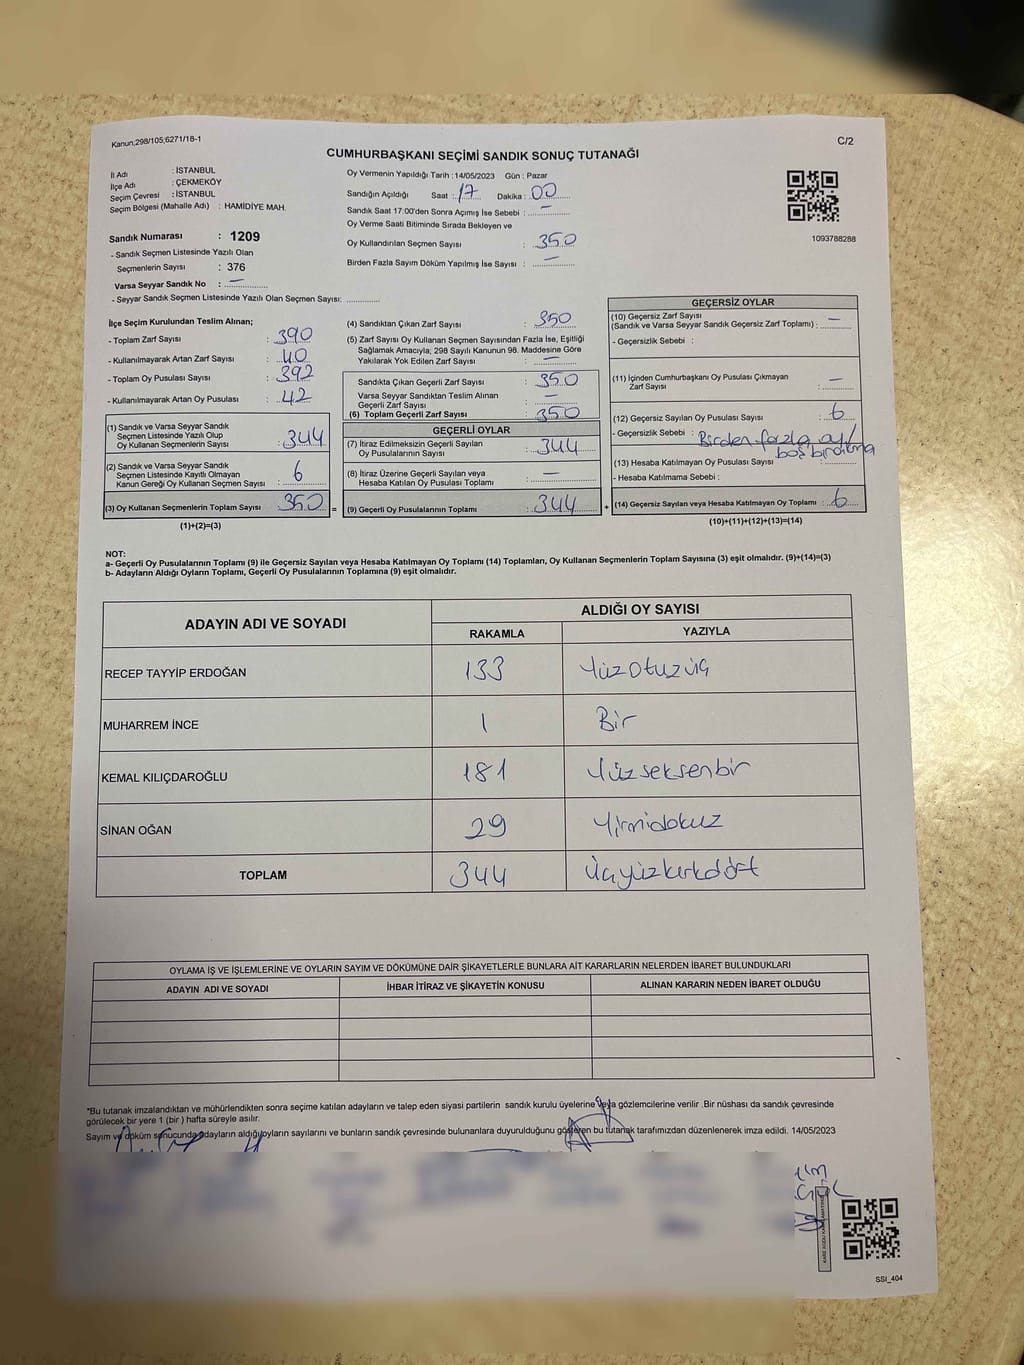 Kanun;298/105;6271/18-1
C/2
CUMHURBAŞKANI SEÇİMİ SANDIK SONUÇ TUTANAĞI
İl Adı : İSTANBUL
İlçe Adı : ÇEKMEKÖY
Seçim Çevresi : İSTANBUL
Seçim Bölgesi (Mahalle Adı) : HAMİDİYE MAH.
Sandık Numarası : 1209
- Sandık Seçmen Listesinde Yazılı Olan
Seçmenlerin Sayısı : 376
Varsa Seyyar Sandık No : —
- Seyyar Sandık Seçmen Listesinde Yazılı Olan Seçmen Sayısı: ............
Oy Vermenin Yapıldığı Tarih : 14/05/2023 Gün : Pazar
Sandığın Açıldığı Saat : 17 Dakika : 00
Sandık Saat 17:00'den Sonra Açımış İse Sebebi : —
Oy Verme Saati Bitiminde Sırada Bekleyen ve
Oy Kullandırılan Seçmen Sayısı : 350
Birden Fazla Sayım Döküm Yapılmış İse Sayısı : —
1093788288
İlçe Seçim Kurulundan Teslim Alınan;
- Toplam Zarf Sayısı : 390
- Kullanılmayarak Artan Zarf Sayısı : 40
- Toplam Oy Pusulası Sayısı : 392
- Kullanılmayarak Artan Oy Pusulası : 42
(1) Sandık ve Varsa Seyyar Sandık
Seçmen Listesinde Yazılı Olup
Oy Kullanan Seçmenlerin Sayısı : 344
(2) Sandık ve Varsa Seyyar Sandık
Seçmen Listesinde Kayıtlı Olmayan
Kanun Gereği Oy Kullanan Seçmen Sayısı : 6
(3) Oy Kullanan Seçmenlerin Toplam Sayısı : 350 =
(1)+(2)=(3)
(4) Sandıktan Çıkan Zarf Sayısı : 350
(5) Zarf Sayısı Oy Kullanan Seçmen Sayısından Fazla İse, Eşitliği
Sağlamak Amacıyla; 298 Sayılı Kanunun 98. Maddesine Göre
Yakılarak Yok Edilen Zarf Sayısı : —
Sandıkta Çıkan Geçerli Zarf Sayısı : 350
Varsa Seyyar Sandıktan Teslim Alınan
Geçerli Zarf Sayısı : —
(6) Toplam Geçerli Zarf Sayısı : 350
GEÇERLİ OYLAR
(7) İtiraz Edilmeksizin Geçerli Sayılan
Oy Pusulalarının Sayısı : 344
(8) İtiraz Üzerine Geçerli Sayılan veya
Hesaba Katılan Oy Pusulası Toplamı : —
(9) Geçerli Oy Pusulalarının Toplamı : 344 +
GEÇERSİZ OYLAR
(10) Geçersiz Zarf Sayısı
(Sandık ve Varsa Seyyar Sandık Geçersiz Zarf Toplamı) : —
- Geçersizlik Sebebi :
(11) İçinden Cumhurbaşkanı Oy Pusulası Çıkmayan
Zarf Sayısı : —
(12) Geçersiz Sayılan Oy Pusulası Sayısı : 6
- Geçersizlik Sebebi : Birden fazla oy/
boş bırakma
(13) Hesaba Katılmayan Oy Pusulası Sayısı :
- Hesaba Katılmama Sebebi :
(14) Geçersiz Sayılan veya Hesaba Katılmayan Oy Toplamı : 6
(10)+(11)+(12)+(13)=(14)
NOT:
a- Geçerli Oy Pusulalarının Toplamı (9) ile Geçersiz Sayılan veya Hesaba Katılmayan Oy Toplamı (14) Toplamları, Oy Kullanan Seçmenlerin Toplam Sayısına (3) eşit olmalıdır. (9)+(14)=(3)
b- Adayların Aldığı Oyların Toplamı, Geçerli Oy Pusulalarının Toplamına (9) eşit olmalıdır.
ADAYIN ADI VE SOYADI
ALDIĞI OY SAYISI
RAKAMLA YAZIYLA
RECEP TAYYİP ERDOĞAN 133 Yüzotuzüç
MUHARREM İNCE 1 Bir
KEMAL KILIÇDAROĞLU 181 Yüzseksenbir
SİNAN OĞAN 29 Yirmidokuz
TOPLAM 344 Üçyüzkırkdört
OYLAMA İŞ VE İŞLEMLERİNE VE OYLARIN SAYIM VE DÖKÜMÜNE DAİR ŞİKAYETLERLE BUNLARA AİT KARARLARIN NELERDEN İBARET BULUNDUKLARI
ADAYIN ADI VE SOYADI İHBAR İTİRAZ VE ŞİKAYETİN KONUSU ALINAN KARARIN NEDEN İBARET OLDUĞU
*Bu tutanak imzalandıktan ve mühürlendikten sonra seçime katılan adayların ve talep eden siyasi partilerin sandık kurulu üyelerine veya gözlemcilerine verilir .Bir nüshası da sandık çevresinde
görülecek bir yere 1 (bir ) hafta süreyle asılır.
Sayım ve döküm sonucunda adayların aldığı oyların sayılarını ve bunların sandık çevresinde bulunanlara duyurulduğunu gösteren bu tutanak tarafımızdan düzenlenerek imza edildi. 14/05/2023
SSI_404